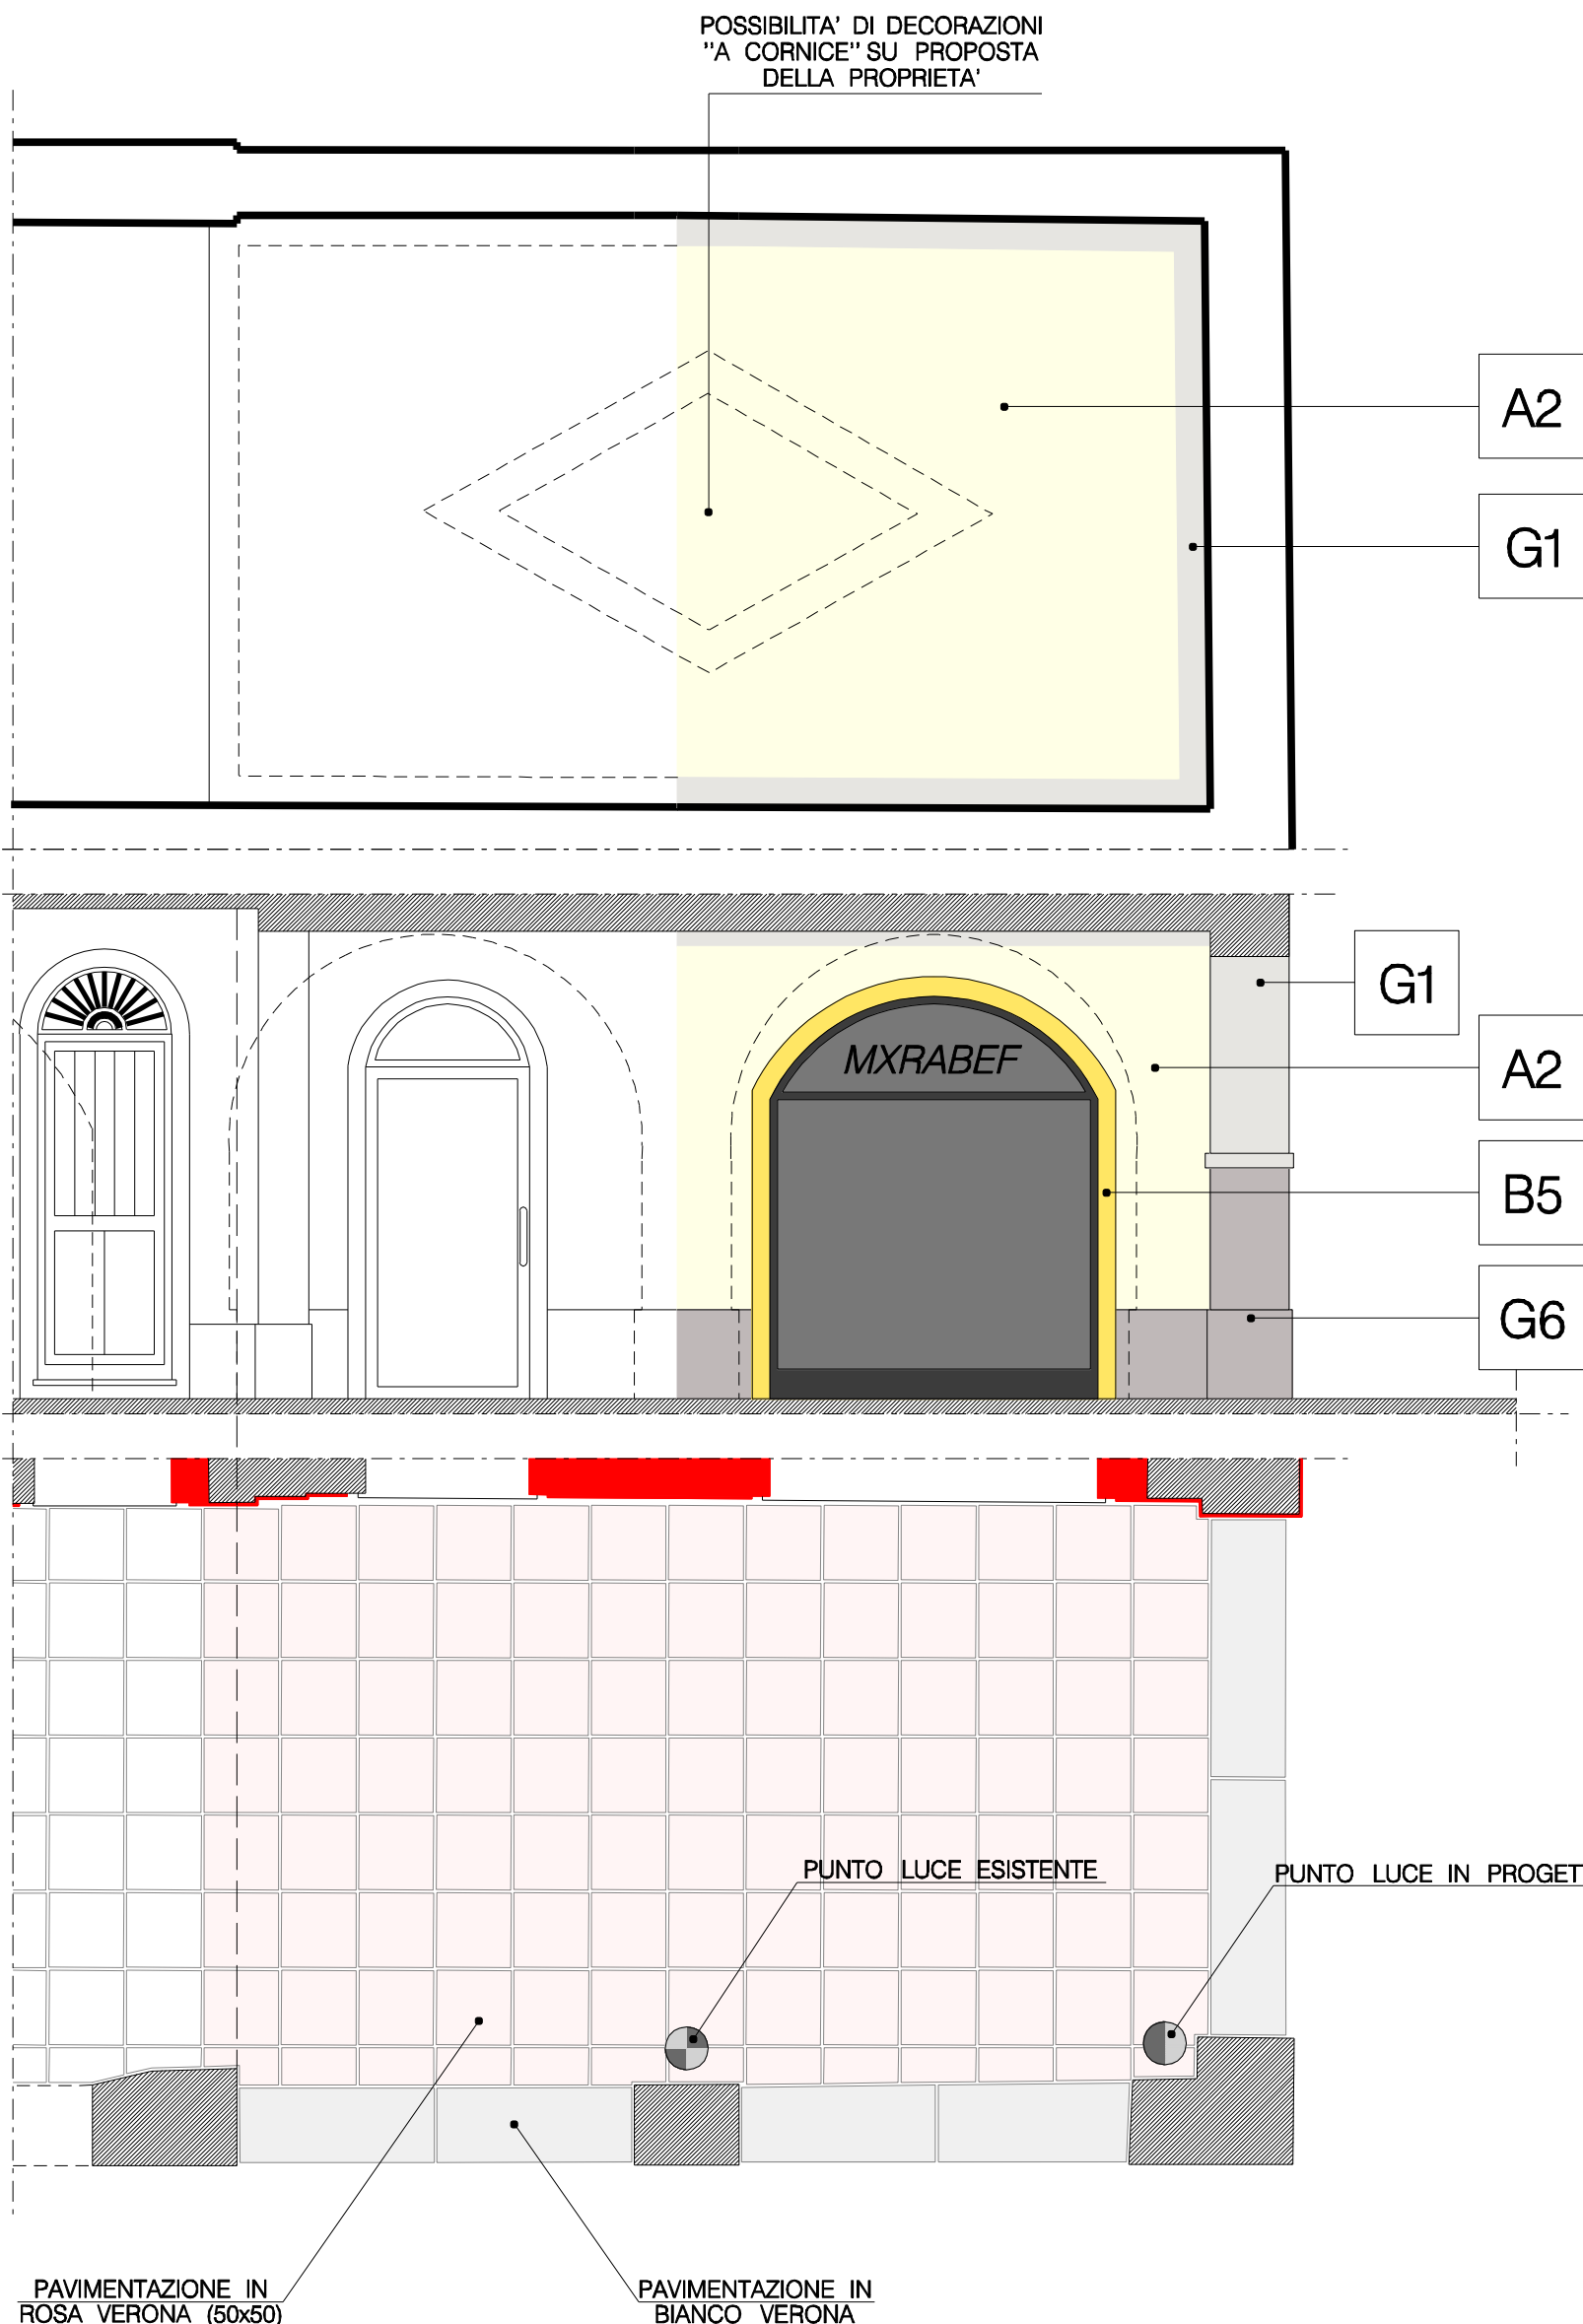 POSSIBILITA' DI DECORAZIONI
"A CORNICE" SU PROPOSTA
DELLA PROPRIETA'
A2
G1
G1
MXRABEF
A2
B5
G6
PUNTO LUCE ESISTENTE
PUNTO LUCE IN PROGET
PAVIMENTAZIONE IN
ROSA VERONA (50x50)
PAVIMENTAZIONE IN
BIANCO VERONA